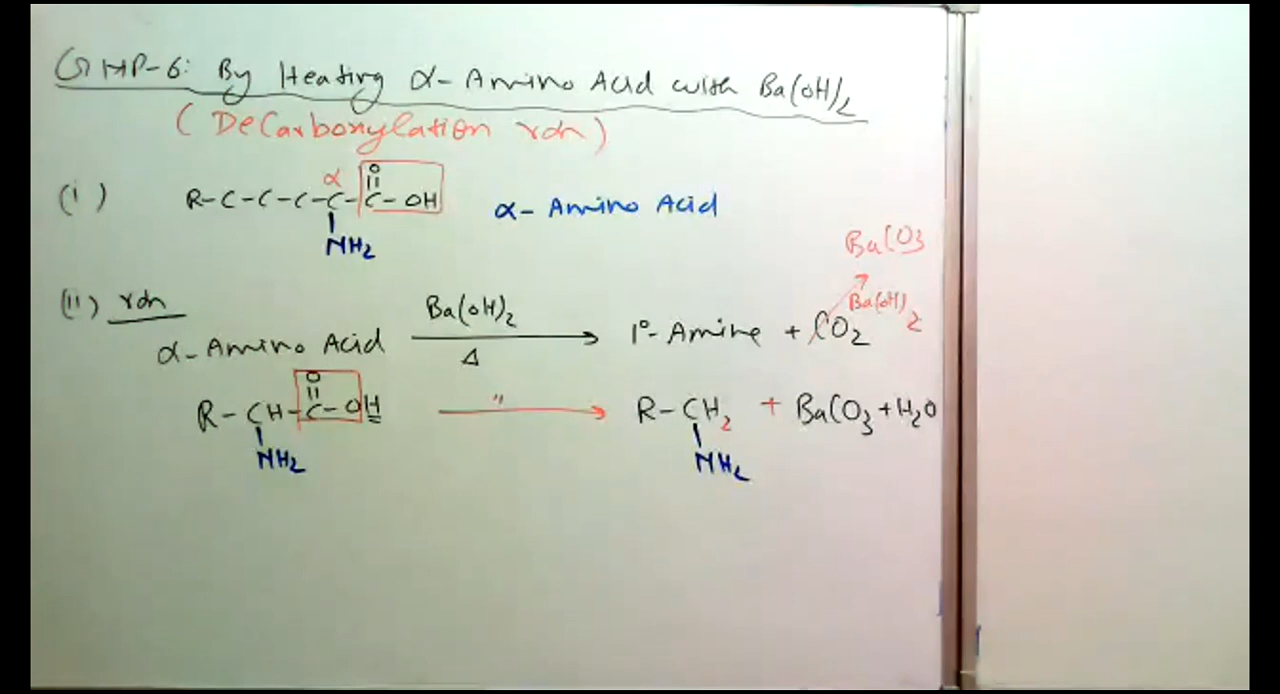 GMP-6: By Heating α-Amino Acid with Ba(OH)2
(Decarboxylation rxn)
(i) R-C-C-C-C-C-OH α-Amino Acid
α
O
NH2
BaCO3
(ii) rxn
Ba(OH)2
Ba(OH)2
α-Amino Acid → 1°-Amine + CO2
Δ
O
R-CH-C-OH " → R-CH2 + BaCO3 + H2O
NH2 NH2